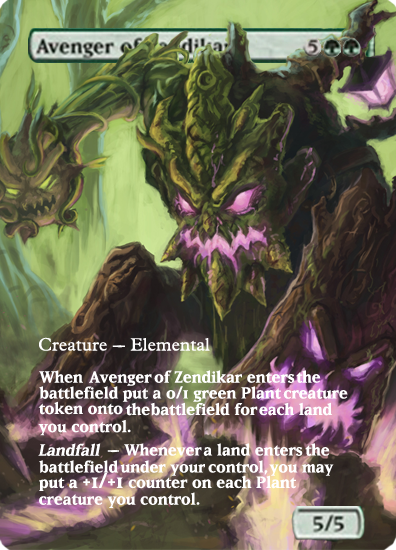 Avenger of Zendikar 5
Creature — Elemental
When Avenger of Zendikar enters the
battlefield put a 0/1 green Plant creature
token onto the battlefield for each land
you control.
Landfall — Whenever a land enters the
battlefield under your control, you may
put a +1/+1 counter on each Plant
creature you control.
5/5